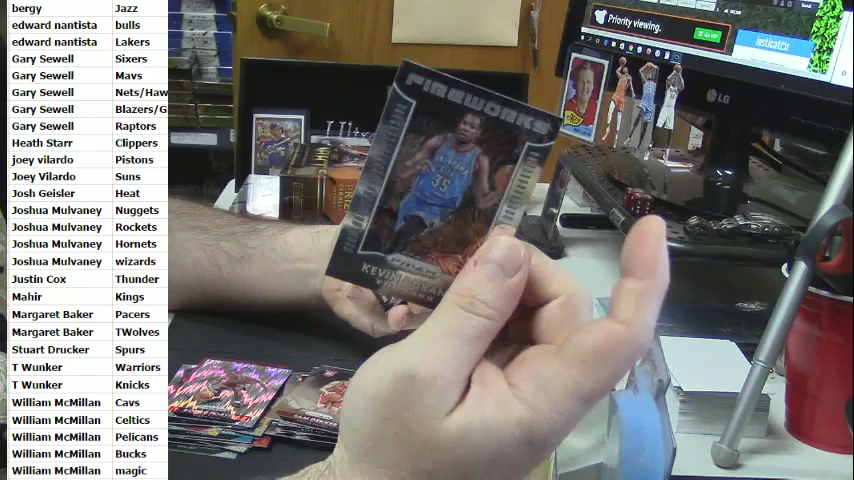 bergy Jazz
edward nantista bulls
edward nantista Lakers
Gary Sewell Sixers
Gary Sewell Mavs
Gary Sewell Nets/Haw
Gary Sewell Blazers/G
Gary Sewell Raptors
Heath Starr Clippers
joey vilardo Pistons
Joey Vilardo Suns
Josh Geisler Heat
Joshua Mulvaney Nuggets
Joshua Mulvaney Rockets
Joshua Mulvaney Hornets
Joshua Mulvaney wizards
Justin Cox Thunder
Mahir Kings
Margaret Baker Pacers
Margaret Baker TWolves
Stuart Drucker Spurs
T Wunker Warriors
T Wunker Knicks
William McMillan Cavs
William McMillan Celtics
William McMillan Pelicans
William McMillan Bucks
William McMillan magic
FIREWORKS
35
PRIZM
KEVIN
Priority viewing.
LG
SAM DEKKER